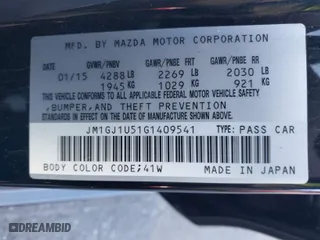 MFD. BY MAZDA MOTOR CORPORATION
GVWR/PNBV GAWR/PNBE FR GAWR/PNBE RR
01/15 4288 LB 2269 LB 2030 LB
1945 KG 1029 KG 921 KG
THIS VEHICLE CONFORMS TO ALL APPLICABLE FEDERAL MOTOR VEHICLE SAFETY
, BUMPER, AND THEFT PREVENTION
STANDARDS IN EFFECT ON THE DATE OF MANUFACTURE SHOWN ABOVE.
JM1GJ1U51G1409541 TYPE: PASS CAR
BODY COLOR CODE; 41W MADE IN JAPAN
DREAMBID